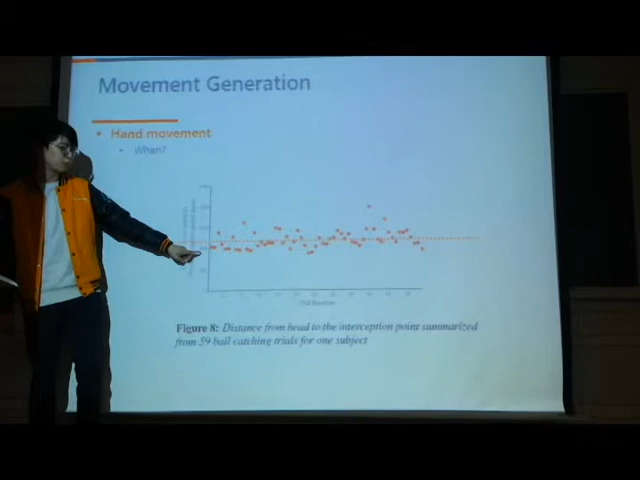 Movement Generation
• Hand movement
• When?
Figure 8: Distance from head to the interception point summarized
from 59 ball catching trials for one subject